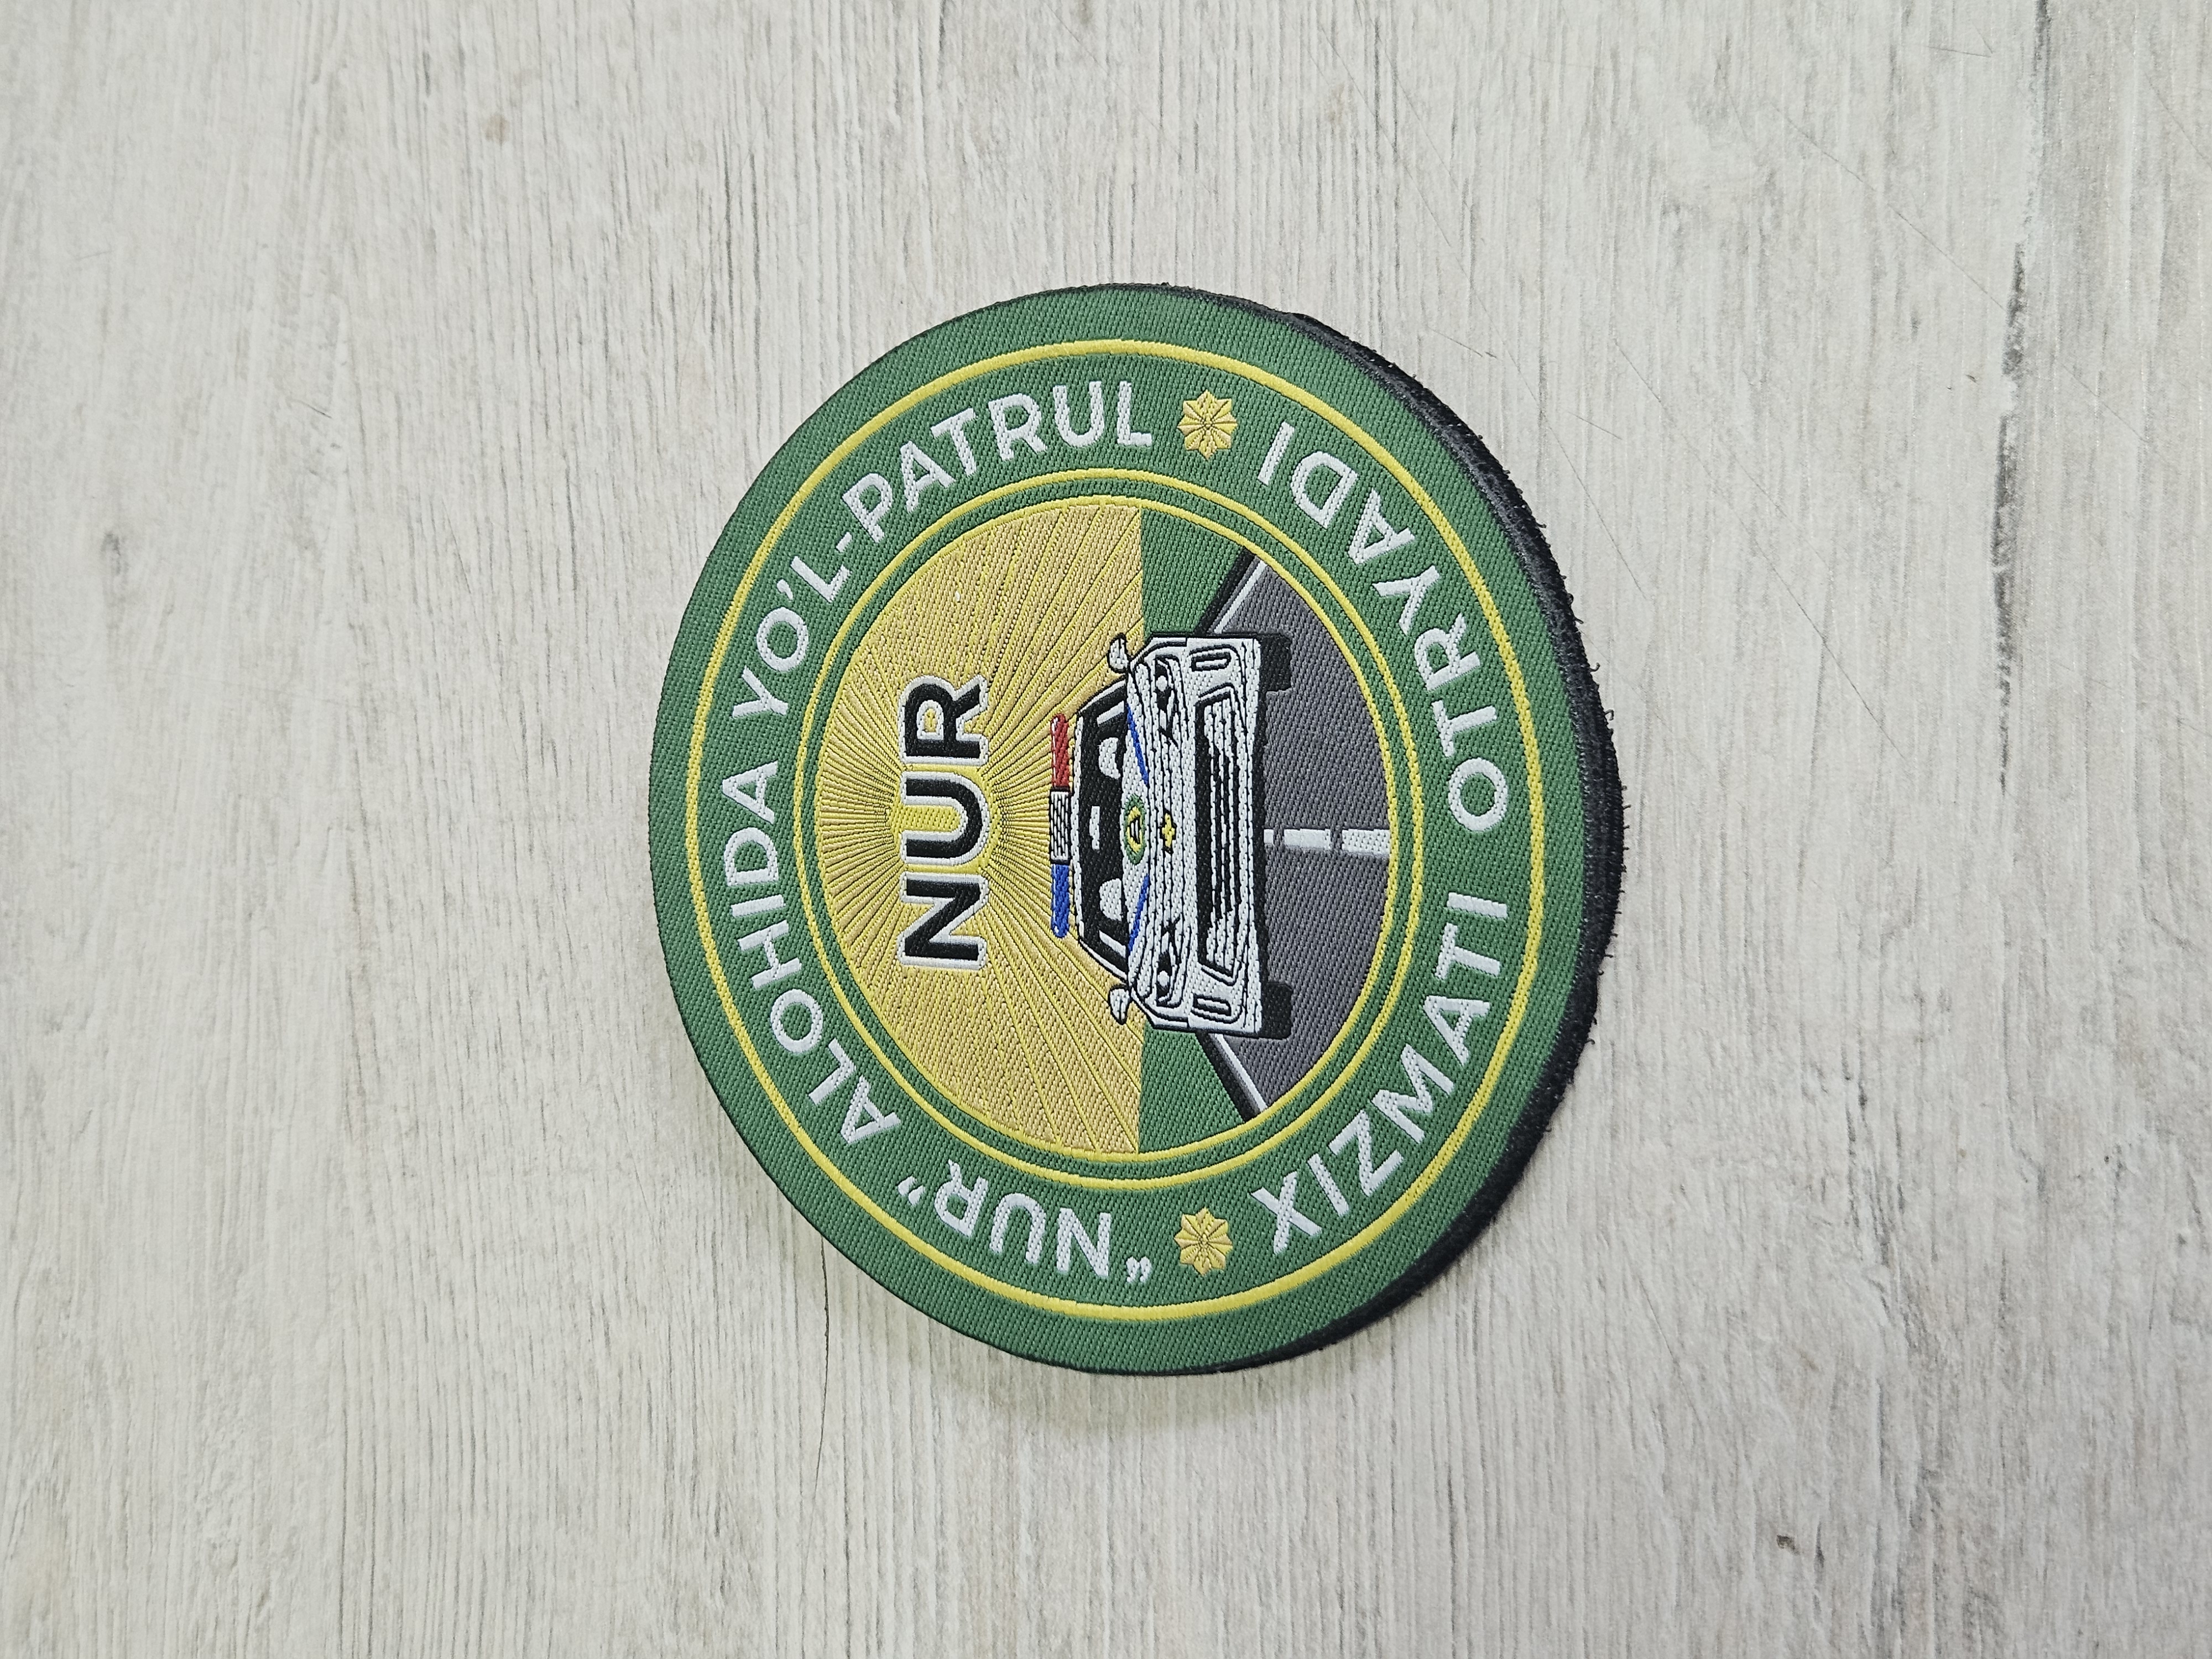 "NUR" ALOHIDA YO'L-PATRUL
XIZMATI OTRYADI
NUR